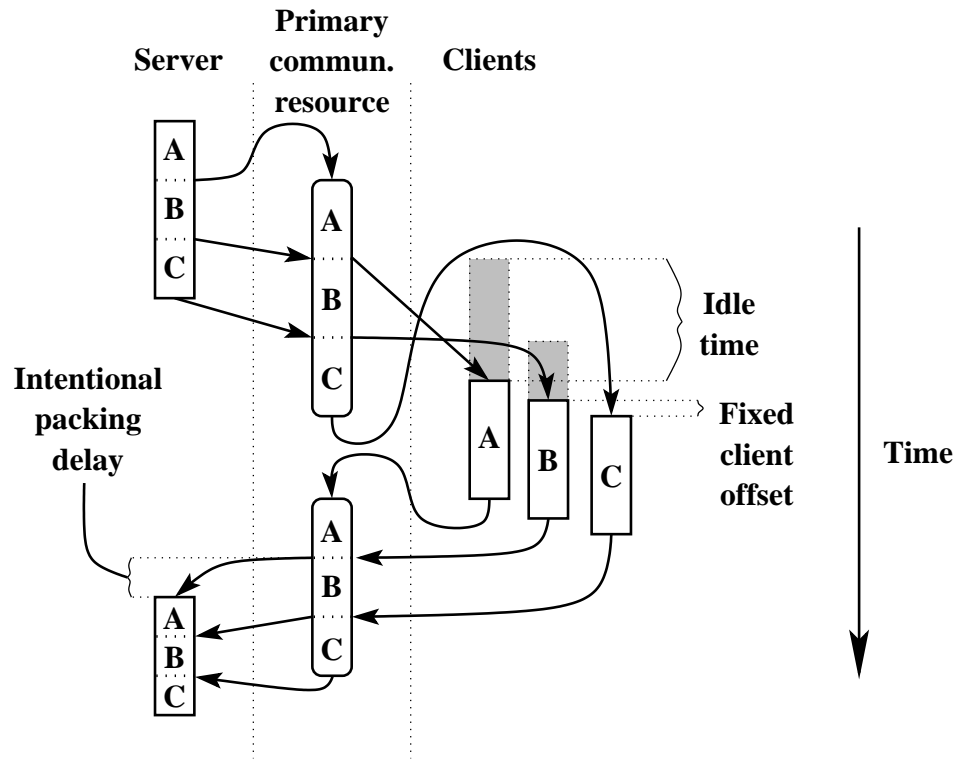 Server
Primary
commun.
resource
Clients
A
B
C
A
B
C
A
B
C
Idle
time
Fixed
client
offset
Time
Intentional
packing
delay
A
B
C
A
B
C